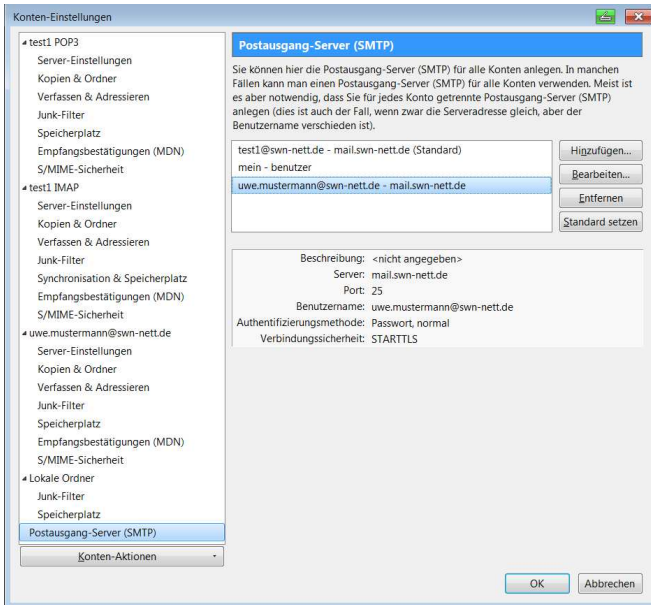 Konten-Einstellungen
test1 POP3
Server-Einstellungen
Kopien & Ordner
Verfassen & Adressieren
Junk-Filter
Speicherplatz
Empfangsbestätigungen (MDN)
S/MIME-Sicherheit
test1 IMAP
Server-Einstellungen
Kopien & Ordner
Verfassen & Adressieren
Junk-Filter
Synchronisation & Speicherplatz
Empfangsbestätigungen (MDN)
S/MIME-Sicherheit
uwe.mustermann@swn-nett.de
Server-Einstellungen
Kopien & Ordner
Verfassen & Adressieren
Junk-Filter
Speicherplatz
Empfangsbestätigungen (MDN)
S/MIME-Sicherheit
Lokale Ordner
Junk-Filter
Speicherplatz
Postausgang-Server (SMTP)
Konten-Aktionen
Postausgang-Server (SMTP)
Sie können hier die Postausgang-Server (SMTP) für alle Konten anlegen. In manchen
Fällen kann man einen Postausgang-Server (SMTP) für alle Konten verwenden. Meist ist
es aber notwendig, dass Sie für jedes Konto getrennte Postausgang-Server (SMTP)
anlegen (dies ist auch der Fall, wenn zwar die Serveradresse gleich, aber der
Benutzername verschieden ist).
test1@swn-nett.de - mail.swn-nett.de (Standard)
mein - benutzer
uwe.mustermann@swn-nett.de - mail.swn-nett.de
Hinzufügen...
Bearbeiten...
Entfernen
Standard setzen
Beschreibung: <nicht angegeben>
Server: mail.swn-nett.de
Port: 25
Benutzername: uwe.mustermann@swn-nett.de
Authentifizierungsmethode: Passwort, normal
Verbindungssicherheit: STARTTLS
OK
Abbrechen